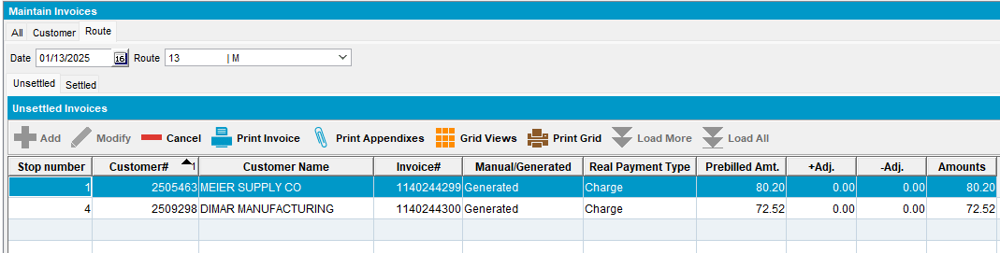 Maintain Invoices
All Customer Route
Date 01/13/2025 16 Route 13 | M
Unsettled Settled
Unsettled Invoices
Add Modify Cancel Print Invoice Print Appendixes Grid Views Print Grid Load More Load All
Stop number Customer# 1 Customer Name Invoice# Manual/Generated Real Payment Type Prebilled Amt. +Adj. -Adj. Amounts
1 2505463 MEIER SUPPLY CO 1140244299 Generated Charge 80.20 0.00 0.00 80.20
4 2509298 DIMAR MANUFACTURING 1140244300 Generated Charge 72.52 0.00 0.00 72.52